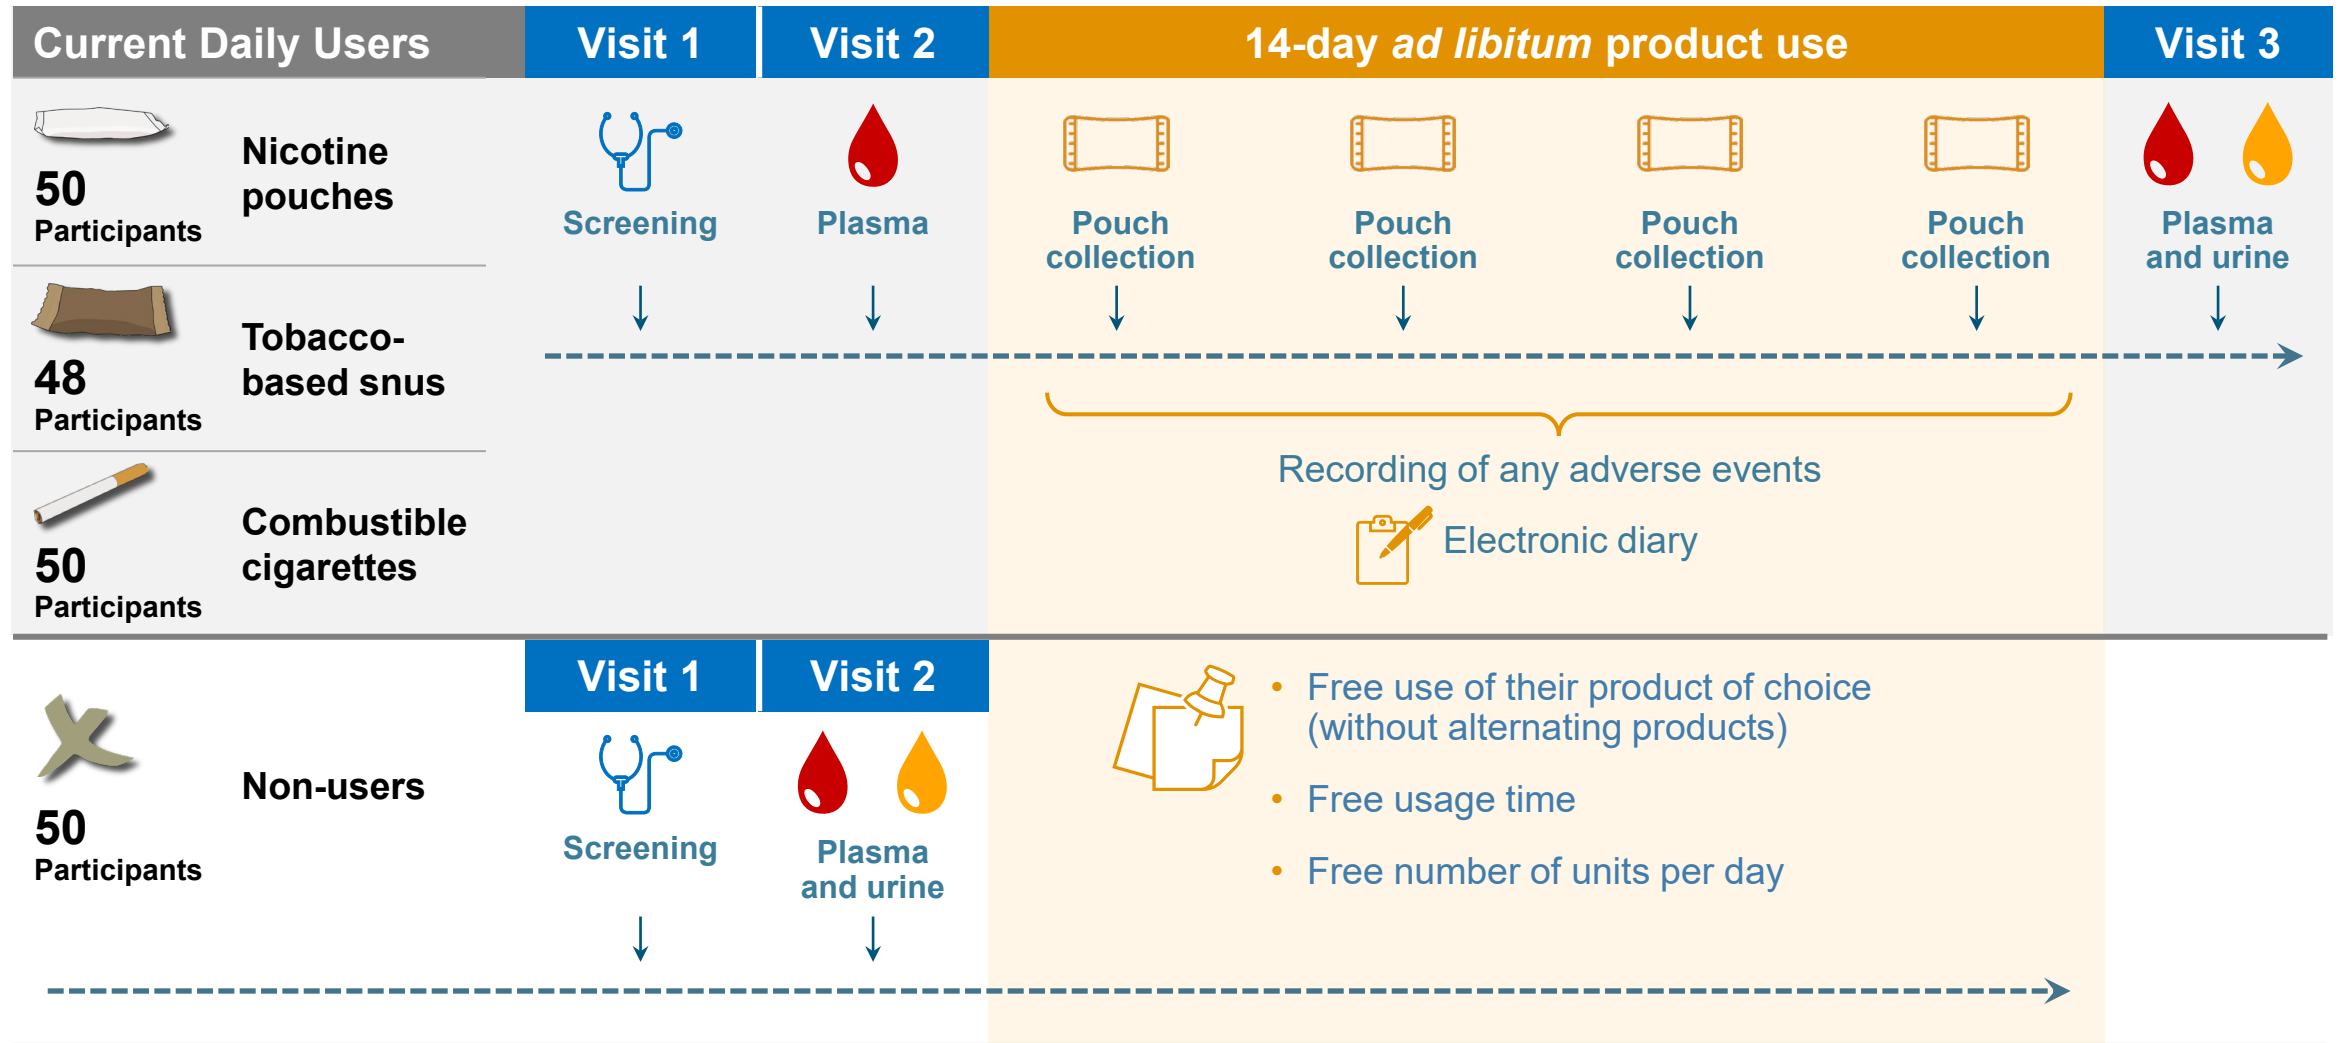 Current Daily Users
Visit 1
Visit 2
14-day ad libitum product use
Visit 3
50
Participants
Nicotine
pouches
Screening
Plasma
Pouch
collection
Pouch
collection
Pouch
collection
Pouch
collection
Plasma
and urine
48
Participants
Tobacco-
based snus
50
Participants
Combustible
cigarettes
Recording of any adverse events
Electronic diary
Visit 1
Visit 2
50
Participants
Non-users
Screening
Plasma
and urine
• Free use of their product of choice
(without alternating products)
• Free usage time
• Free number of units per day